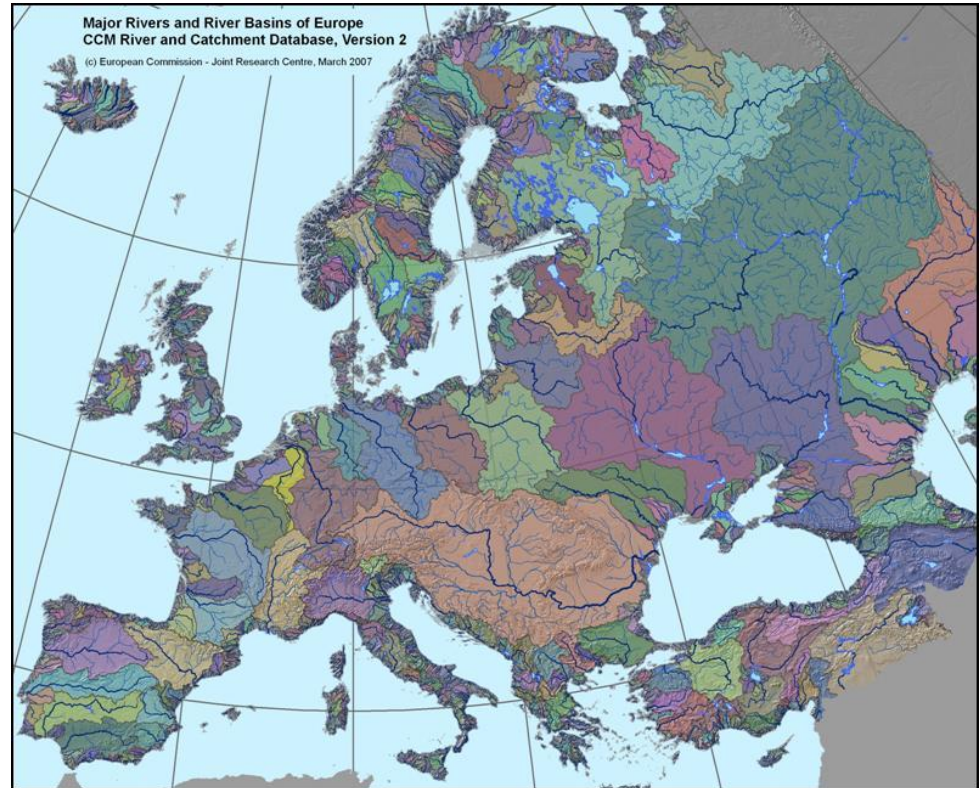 Major Rivers and River Basins of Europe
CCM River and Catchment Database, Version 2
(c) European Commission - Joint Research Centre, March 2007